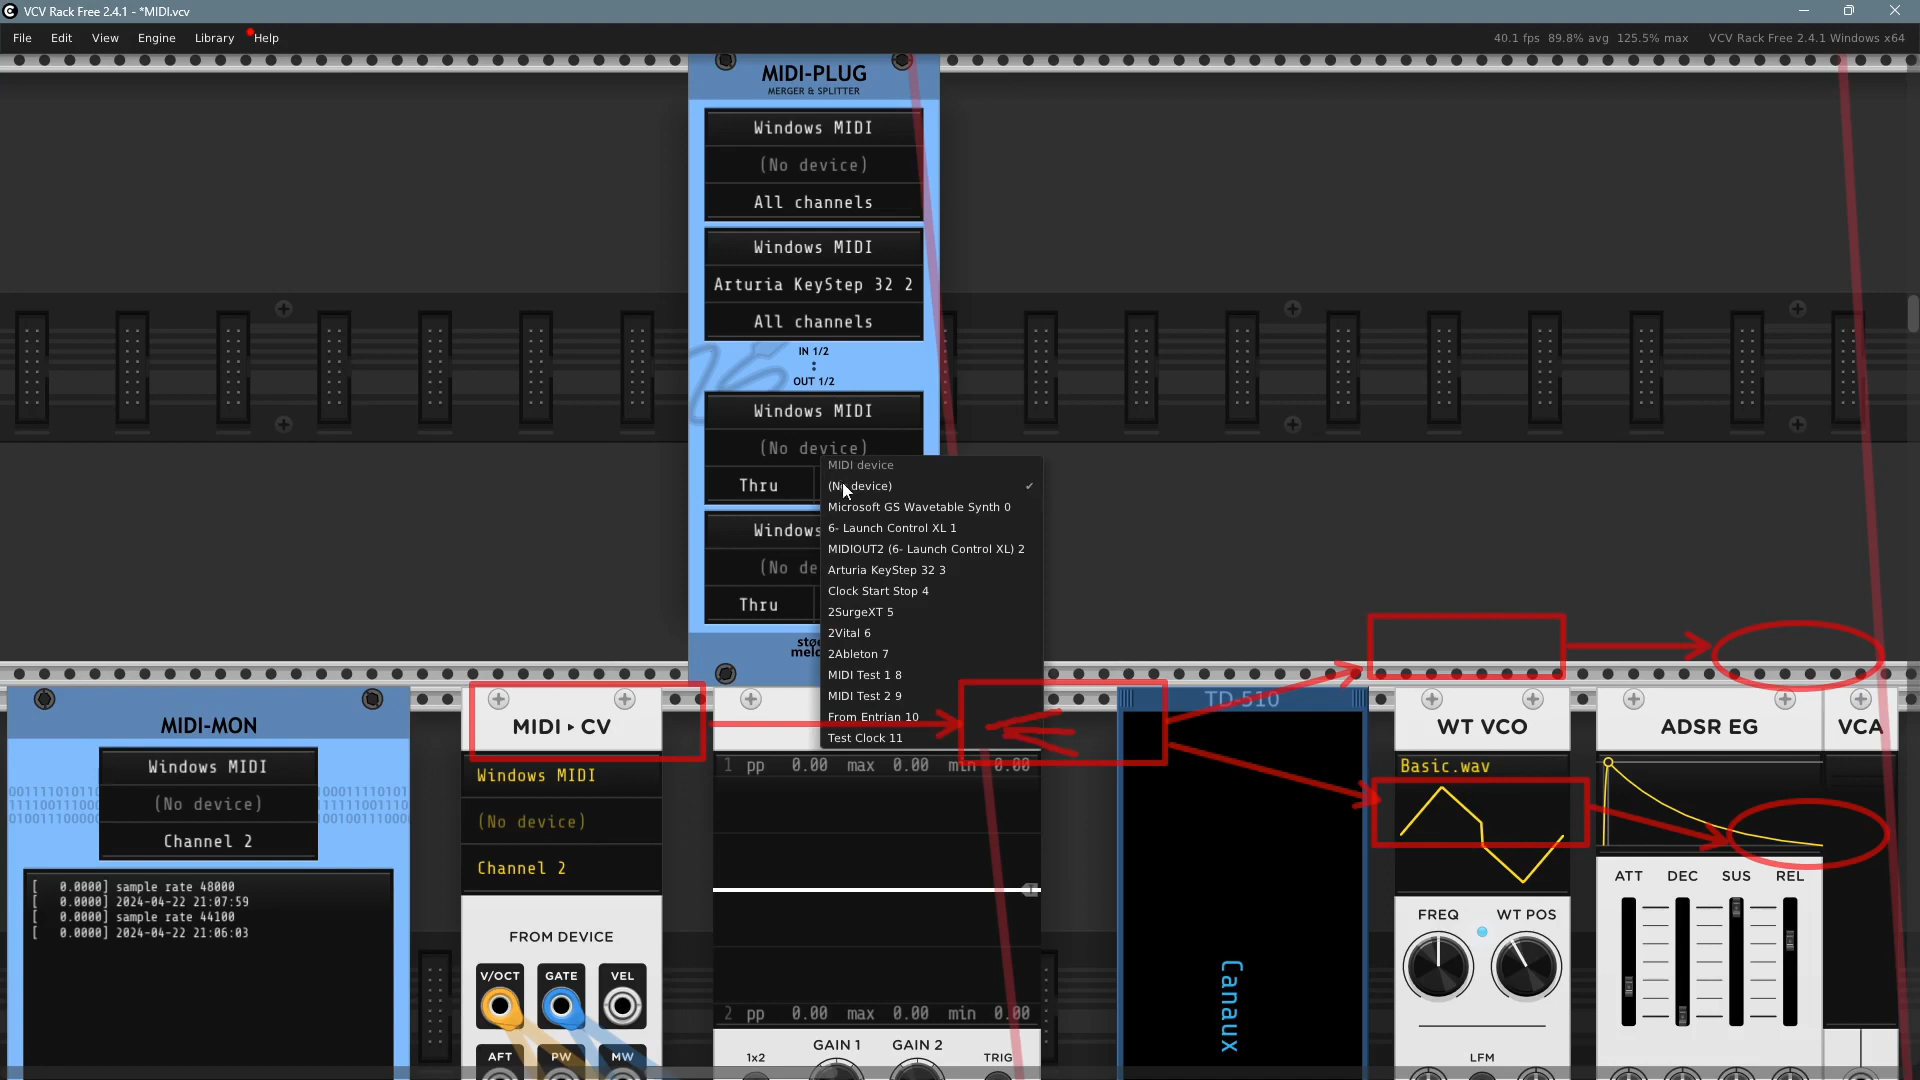 VCV Rack Free 2.4.1 - *MIDI.vcv
File Edit View Engine Library Help
40.1 fps 89.8% avg 125.5% max VCV Rack Free 2.4.1 Windows x64
MIDI-PLUG
MERGER & SPLITTER
Windows MIDI
(No device)
All channels
Windows MIDI
Arturia KeyStep 32 2
All channels
IN 1/2
OUT 1/2
Windows MIDI
(No device)
Thru
Windows
(No de
Thru
MIDI device
(No device) ✓
Microsoft GS Wavetable Synth 0
6- Launch Control XL 1
MIDIOUT2 (6- Launch Control XL) 2
Arturia KeyStep 32 3
Clock Start Stop 4
2SurgeXT 5
2Vital 6
2Ableton 7
MIDI Test 1 8
MIDI Test 2 9
From Entrian 10
Test Clock 11
MIDI-MON
Windows MIDI
(No device)
Channel 2
[ 0.0000] sample rate 48000
[ 0.0000] 2024-04-22 21:07:59
[ 0.0000] sample rate 44100
[ 0.0000] 2024-04-22 21:06:03
MIDI ▸ CV
Windows MIDI
(No device)
Channel 2
FROM DEVICE
V/OCT GATE VEL
AFT PW MW
1 pp 0.00 max 0.00 min 0.00
2 pp 0.00 max 0.00 min 0.00
1x2 GAIN 1 GAIN 2 TRIG
TD-510
Canaux
WT VCO
Basic.wav
FREQ WT POS
LFM
ADSR EG
ATT DEC SUS REL
VCA